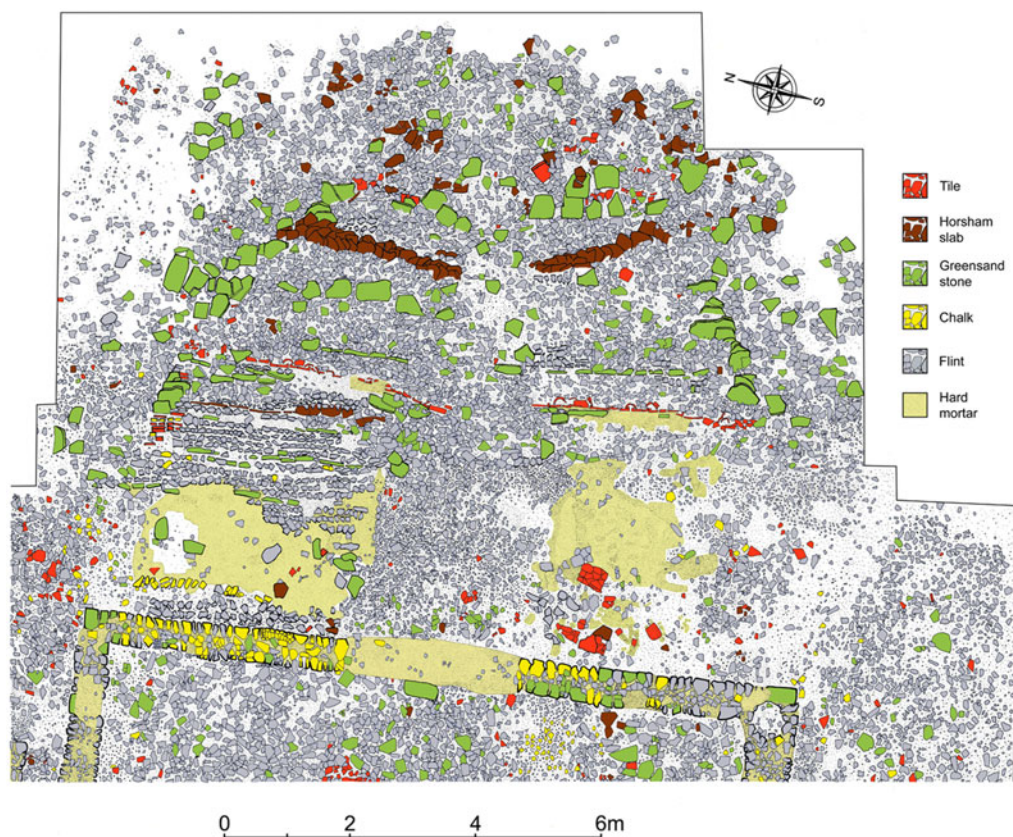 N
S
Tile
Horsham
slab
Greensand
stone
Chalk
Flint
Hard
mortar
0 2 4 6m